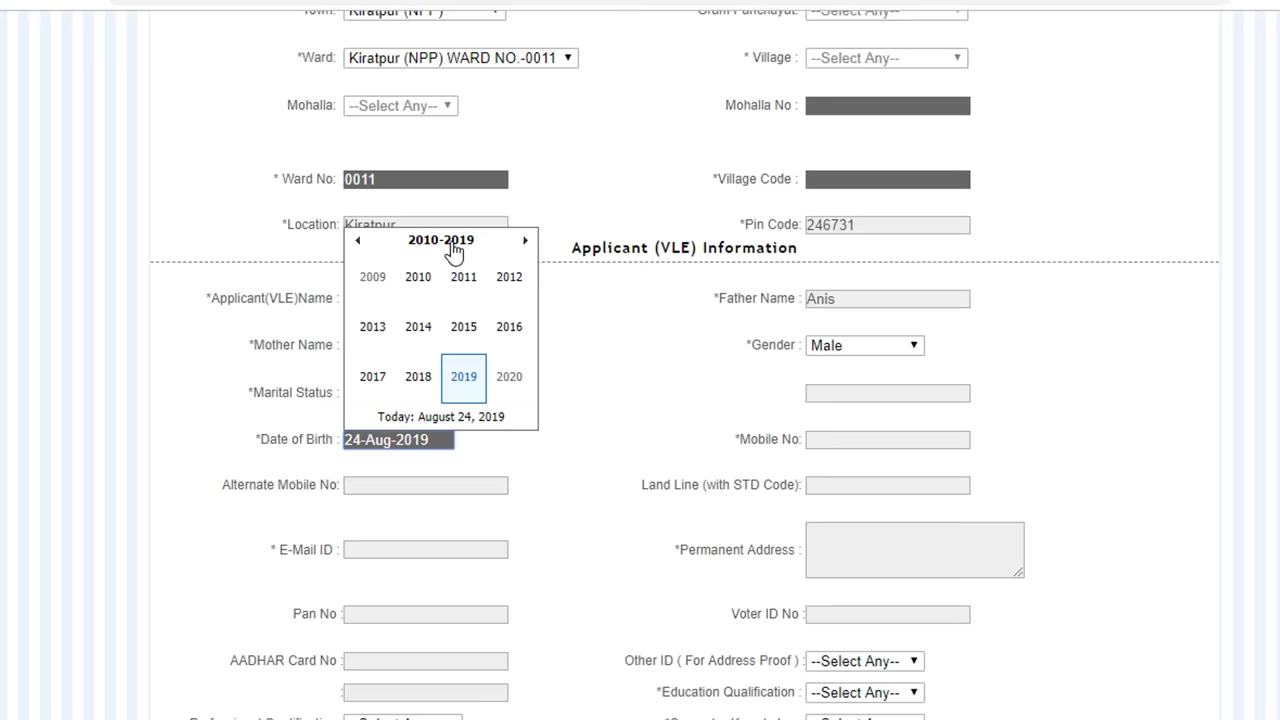 Town: Kiratpur (NPP) Gram Panchayat: --Select Any--
*Ward: Kiratpur (NPP) WARD NO.-0011 * Village : --Select Any--
Mohalla: --Select Any-- Mohalla No :
* Ward No: 0011 *Village Code :
*Location: Kiratpur *Pin Code: 246731
Applicant (VLE) Information
2010-2019
2009 2010 2011 2012
2013 2014 2015 2016
2017 2018 2019 2020
Today: August 24, 2019
*Applicant(VLE)Name : *Father Name : Anis
*Mother Name : *Gender : Male
*Marital Status :
*Date of Birth : 24-Aug-2019 *Mobile No:
Alternate Mobile No: Land Line (with STD Code):
* E-Mail ID : *Permanent Address :
Pan No : Voter ID No :
AADHAR Card No : Other ID ( For Address Proof ) : --Select Any--
: *Education Qualification : --Select Any--